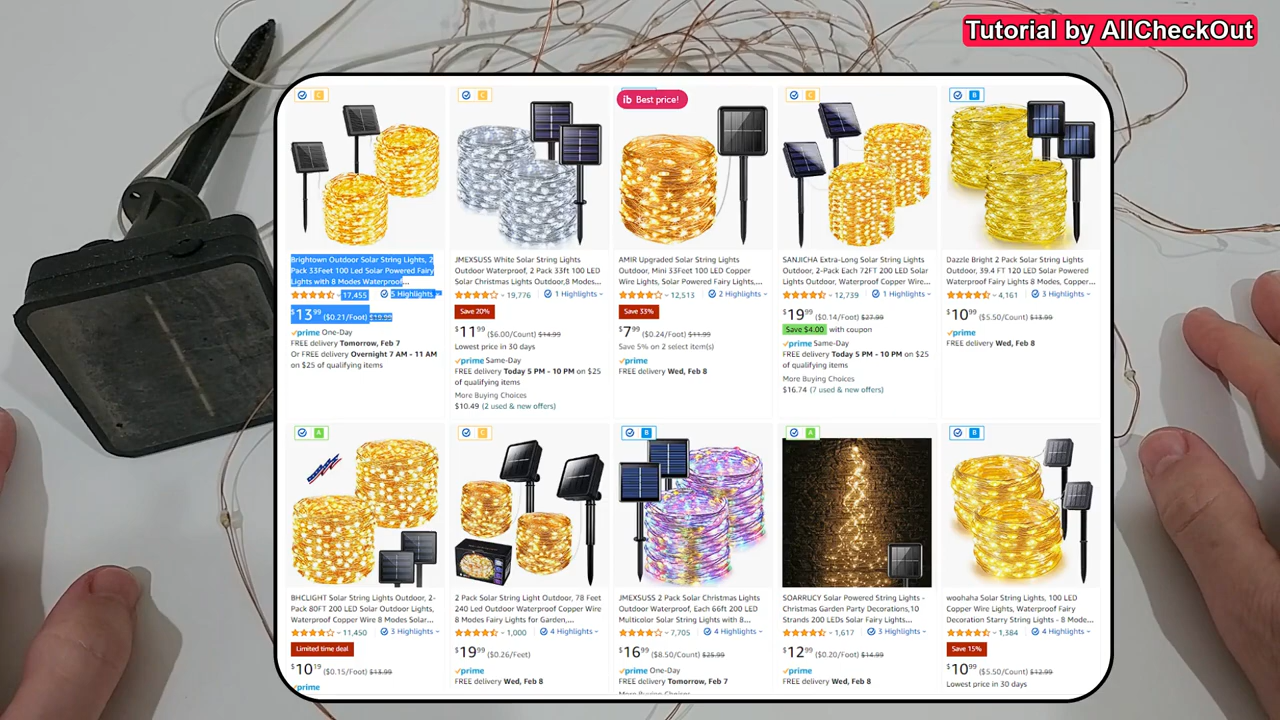 Tutorial by AllCheckOut
C
Brightown Outdoor Solar String Lights, 2
Pack 33Feet 100 Led Solar Powered Fairy
Lights with 8 Modes Waterproof...
17,455
5 Highlights
$13.99 ($0.21/Foot) $19.99
prime One-Day
FREE delivery Tomorrow, Feb 7
Or FREE delivery Overnight 7 AM - 11 AM
on $25 of qualifying items
C
JMEXSUSS White Solar String Lights
Outdoor Waterproof, 2 Pack 33ft 100 LED
Solar Christmas Lights Outdoor,8 Modes...
19,776
1 Highlights
Save 20%
$11.99 ($6.00/Count) $14.99
Lowest price in 30 days
prime Same-Day
FREE delivery Today 5 PM - 10 PM on $25
of qualifying items
More Buying Choices
$10.49 (2 used & new offers)
ib Best price!
AMIR Upgraded Solar String Lights
Outdoor, Mini 33Feet 100 LED Copper
Wire Lights, Solar Powered Fairy Lights,...
12,513
2 Highlights
Save 33%
$7.99 ($0.24/Foot) $11.99
Save 5% on 2 select item(s)
prime
FREE delivery Wed, Feb 8
C
SANJICHA Extra-Long Solar String Lights
Outdoor, 2-Pack Each 72FT 200 LED Solar
Lights Outdoor, Waterproof Copper Wire...
12,739
1 Highlights
$19.99 ($0.14/Foot) $27.99
Save $4.00 with coupon
prime Same-Day
FREE delivery Today 5 PM - 10 PM on $25
of qualifying items
More Buying Choices
$16.74 (7 used & new offers)
B
Dazzle Bright 2 Pack Solar String Lights
Outdoor, 39.4 FT 120 LED Solar Powered
Waterproof Fairy Lights 8 Modes, Copper...
4,161
3 Highlights
$10.99 ($5.50/Count) $13.99
prime
FREE delivery Wed, Feb 8
A
BHCLIGHT Solar String Lights Outdoor, 2-
Pack 80FT 200 LED Solar Outdoor Lights,
Waterproof Copper Wire 8 Modes Solar...
11,450
3 Highlights
Limited time deal
$10.19 ($0.15/Foot) $13.99
prime
C
2 Pack Solar String Light Outdoor, 78 Feet
240 Led Outdoor Waterproof Copper Wire
8 Modes Fairy Lights for Garden,...
1,000
4 Highlights
$19.99 ($0.26/Feet)
prime
FREE delivery Wed, Feb 8
B
JMEXSUSS 2 Pack Solar Christmas Lights
Outdoor Waterproof, Each 66ft 200 LED
Multicolor Solar String Lights with 8...
7,705
4 Highlights
$16.99 ($8.50/Count) $25.99
prime One-Day
FREE delivery Tomorrow, Feb 7
More Buying Choices
A
SOARRUCY Solar Powered String Lights -
Christmas Garden Party Decorations,10
Strands 200 LEDs Solar Fairy Lights...
1,617
3 Highlights
$12.99 ($0.20/Foot) $14.99
prime
FREE delivery Wed, Feb 8
B
woohaha Solar String Lights, 100 LED
Copper Wire Lights, Waterproof Fairy
Decoration Starry String Lights - 8 Mode...
1,384
4 Highlights
Save 15%
$10.99 ($5.50/Count) $12.99
Lowest price in 30 days